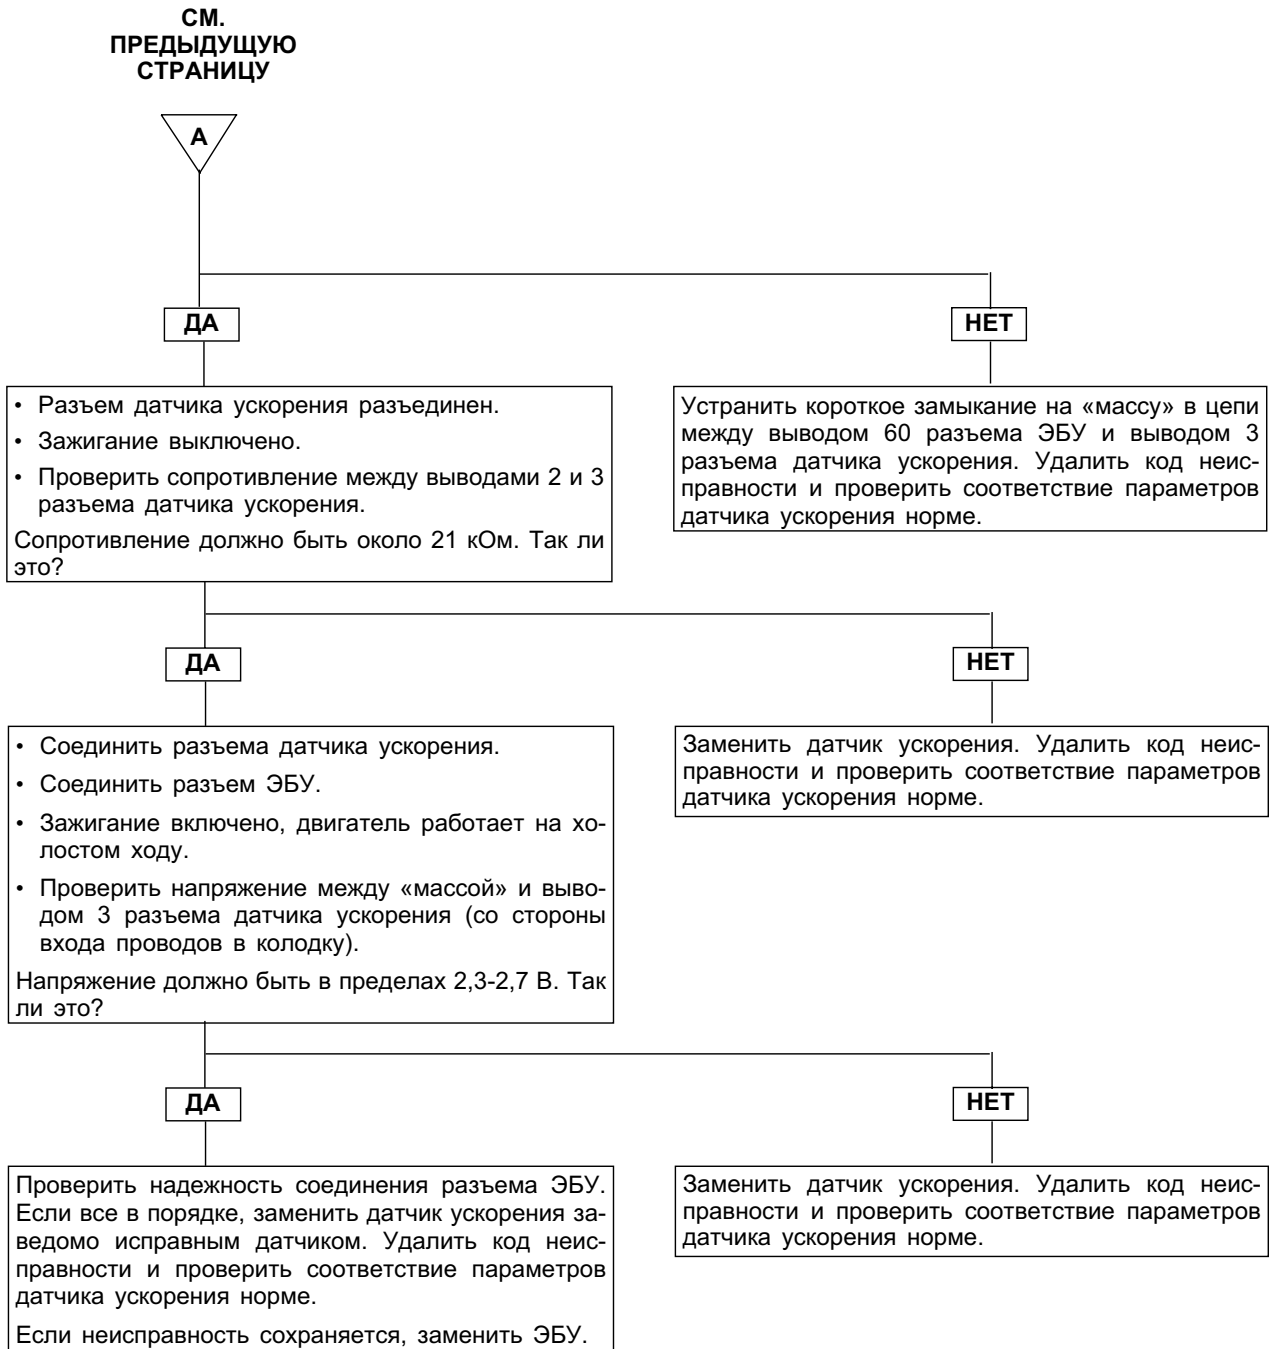 СМ.
ПРЕДЫДУЩУЮ
СТРАНИЦУ
А
ДА
НЕТ
• Разъем датчика ускорения разъединен.
• Зажигание выключено.
• Проверить сопротивление между выводами 2 и 3
разъема датчика ускорения.
Сопротивление должно быть около 21 кОм. Так ли
это?
Устранить короткое замыкание на «массу» в цепи
между выводом 60 разъема ЭБУ и выводом 3
разъема датчика ускорения. Удалить код неис-
правности и проверить соответствие параметров
датчика ускорения норме.
ДА
НЕТ
• Соединить разъема датчика ускорения.
• Соединить разъем ЭБУ.
• Зажигание включено, двигатель работает на хо-
лостом ходу.
• Проверить напряжение между «массой» и выво-
дом 3 разъема датчика ускорения (со стороны
входа проводов в колодку).
Напряжение должно быть в пределах 2,3-2,7 В. Так
ли это?
Заменить датчик ускорения. Удалить код неис-
правности и проверить соответствие параметров
датчика ускорения норме.
ДА
НЕТ
Проверить надежность соединения разъема ЭБУ.
Если все в порядке, заменить датчик ускорения за-
ведомо исправным датчиком. Удалить код неис-
правности и проверить соответствие параметров
датчика ускорения норме.
Если неисправность сохраняется, заменить ЭБУ.
Заменить датчик ускорения. Удалить код неис-
правности и проверить соответствие параметров
датчика ускорения норме.